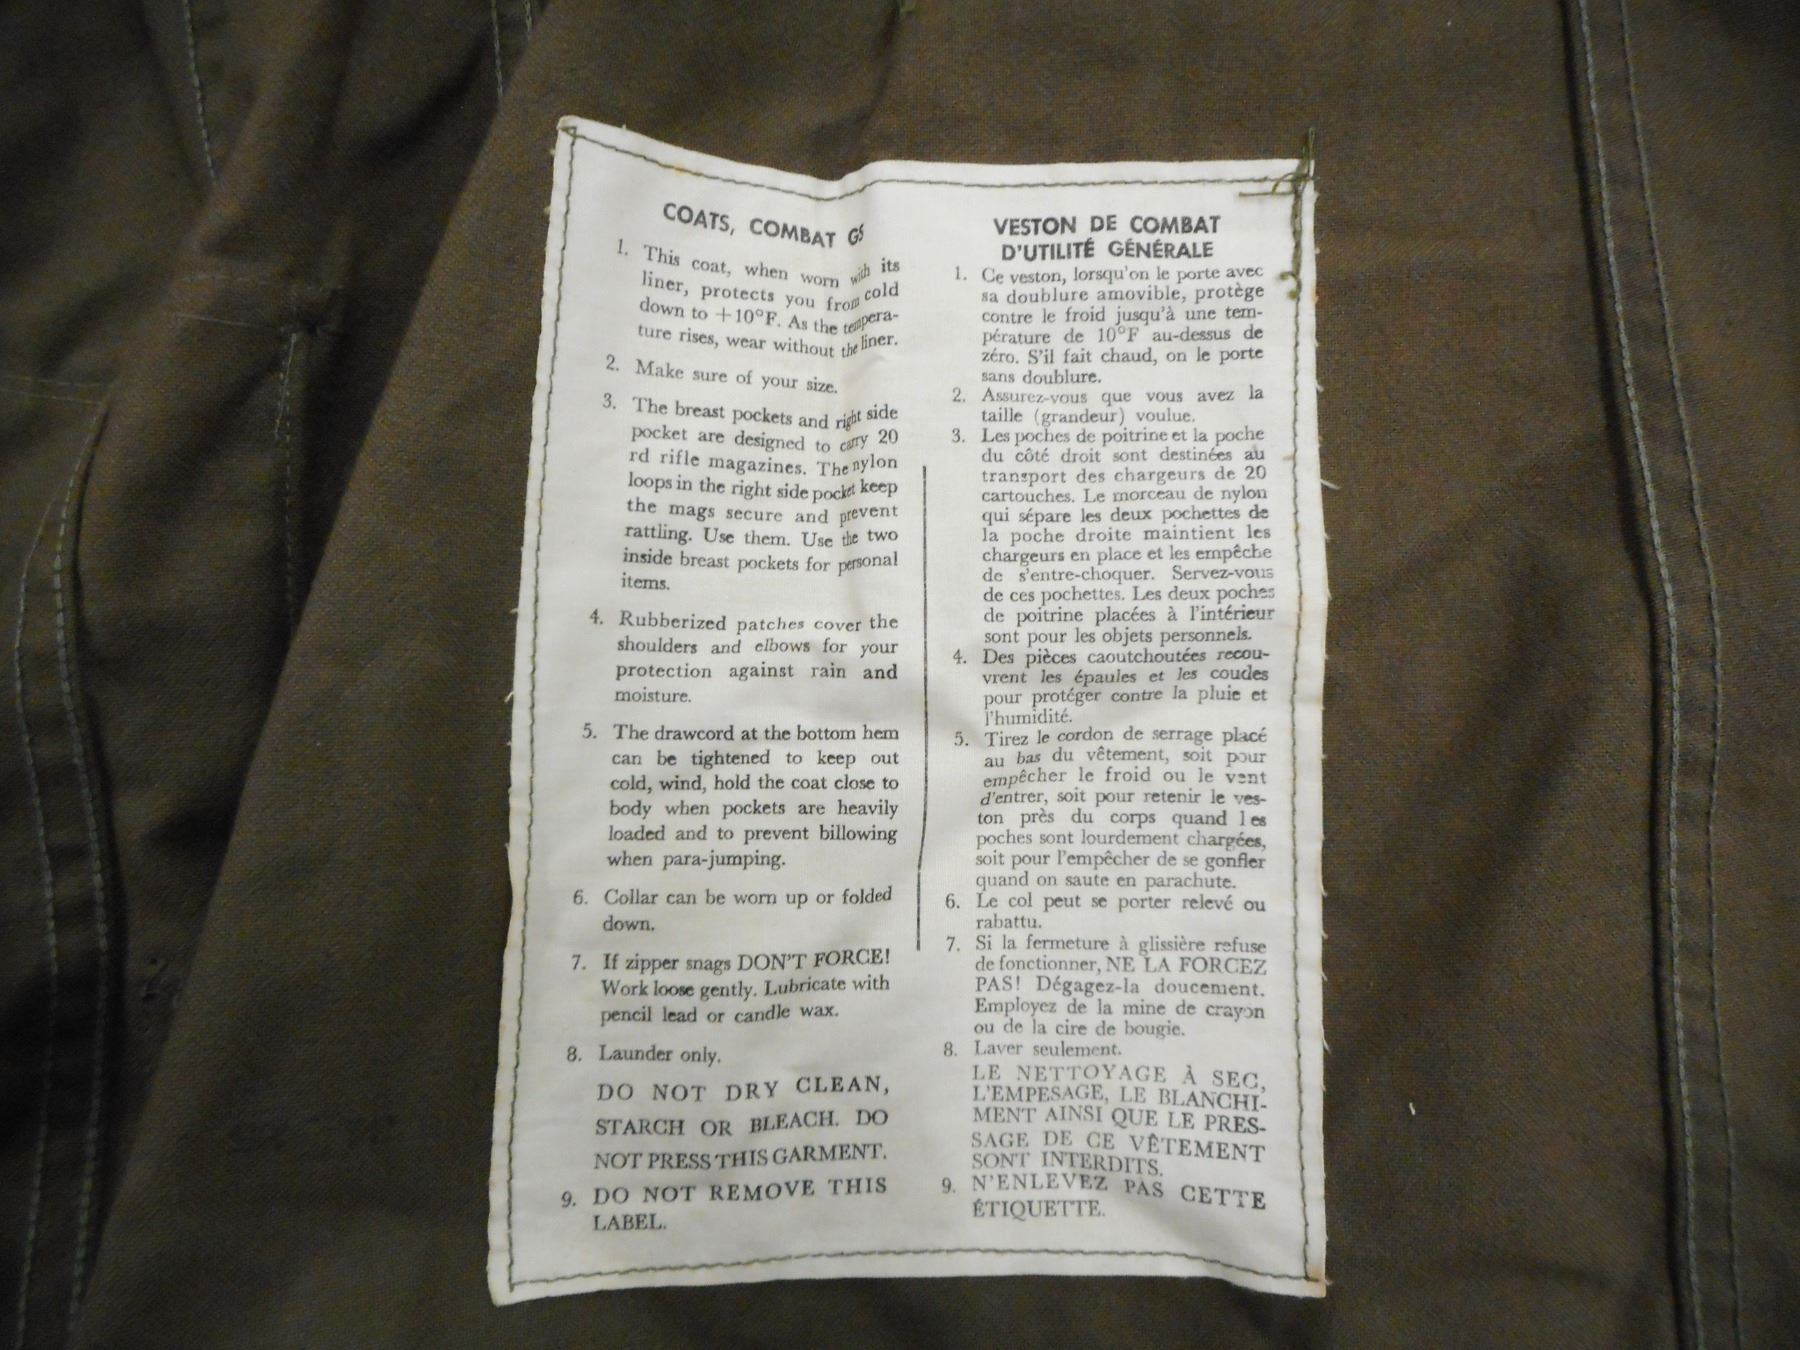 COATS, COMBAT GS
1. This coat, when worn with its
liner, protects you from cold
down to +10°F. As the tempera-
ture rises, wear without the liner.
2. Make sure of your size.
3. The breast pockets and right side
pocket are designed to carry 20
rd rifle magazines. The nylon
loops in the right side pocket keep
the mags secure and prevent
rattling. Use them. Use the two
inside breast pockets for personal
items.
4. Rubberized patches cover the
shoulders and elbows for your
protection against rain and
moisture.
5. The drawcord at the bottom hem
can be tightened to keep out
cold, wind, hold the coat close to
body when pockets are heavily
loaded and to prevent billowing
when para-jumping.
6. Collar can be worn up or folded
down.
7. If zipper snags DON'T FORCE!
Work loose gently. Lubricate with
pencil lead or candle wax.
8. Launder only.
DO NOT DRY CLEAN,
STARCH OR BLEACH. DO
NOT PRESS THIS GARMENT.
9. DO NOT REMOVE THIS
LABEL.
VESTON DE COMBAT
D'UTILITÉ GÉNÉRALE
1. Ce veston, lorsqu'on le porte avec
sa doublure amovible, protège
contre le froid jusqu'à une tem-
pérature de 10°F au-dessus de
zéro. S'il fait chaud, on le porte
sans doublure.
2. Assurez-vous que vous avez la
taille (grandeur) voulue.
3. Les poches de poitrine et la poche
du côté droit sont destinées au
transport des chargeurs de 20
cartouches. Le morceau de nylon
qui sépare les deux pochettes de
la poche droite maintient les
chargeurs en place et les empêche
de s'entre-choquer. Servez-vous
de ces pochettes. Les deux poches
de poitrine placées à l'intérieur
sont pour les objets personnels.
4. Des pièces caoutchoutées recou-
vrent les épaules et les coudes
pour protéger contre la pluie et
l'humidité.
5. Tirez le cordon de serrage placé
au bas du vêtement, soit pour
empêcher le froid ou le vent
d'entrer, soit pour retenir le ves-
ton près du corps quand les
poches sont lourdement chargées,
soit pour l'empêcher de se gonfler
quand on saute en parachute.
6. Le col peut se porter relevé ou
rabattu.
7. Si la fermeture à glissière refuse
de fonctionner, NE LA FORCEZ
PAS! Dégagez-la doucement.
Employez de la mine de crayon
ou de la cire de bougie.
8. Laver seulement.
LE NETTOYAGE À SEC,
L'EMPESAGE, LE BLANCHI-
MENT AINSI QUE LE PRES-
SAGE DE CE VÊTEMENT
SONT INTERDITS.
9. N'ENLEVEZ PAS CETTE
ÉTIQUETTE.